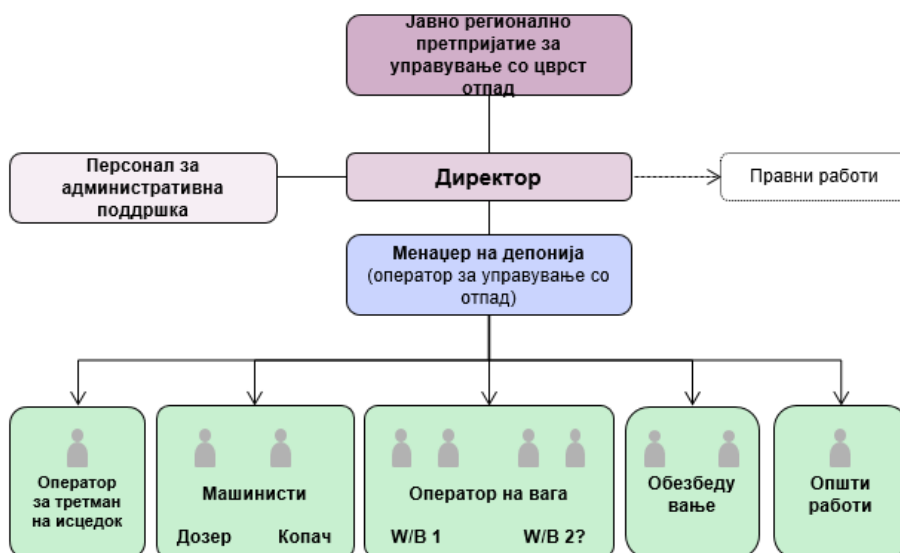 Јавно регионално
претпријатие за
управување со цврст
отпад
Персонал за
административна
поддршка
Директор
Правни работи
Менаџер на депонија
(оператор за управување со
отпад)
Оператор
за третман
на исцедок
Машинисти
Дозер Копач
Оператор на вага
W/B 1 W/B 2?
Обезбеду
вање
Општи
работи